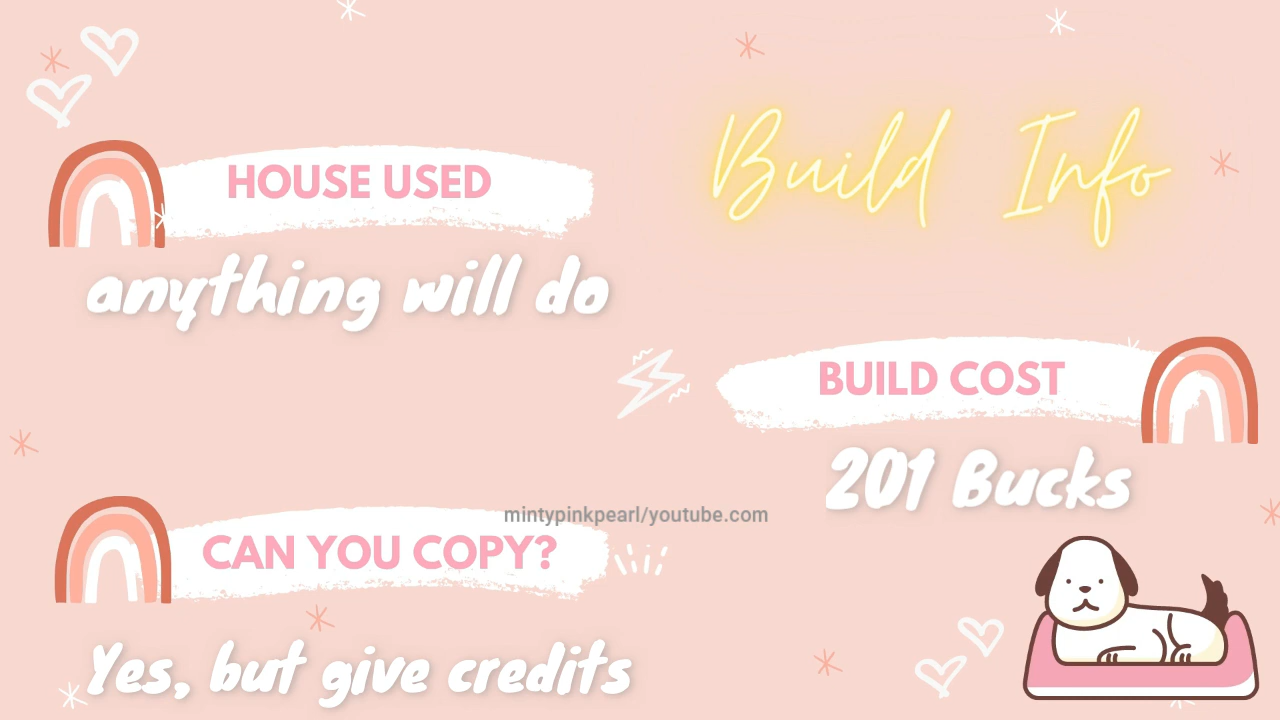 Build Info
HOUSE USED
anything will do
BUILD COST
201 Bucks
mintypinkpearl/youtube.com
CAN YOU COPY?
Yes, but give credits